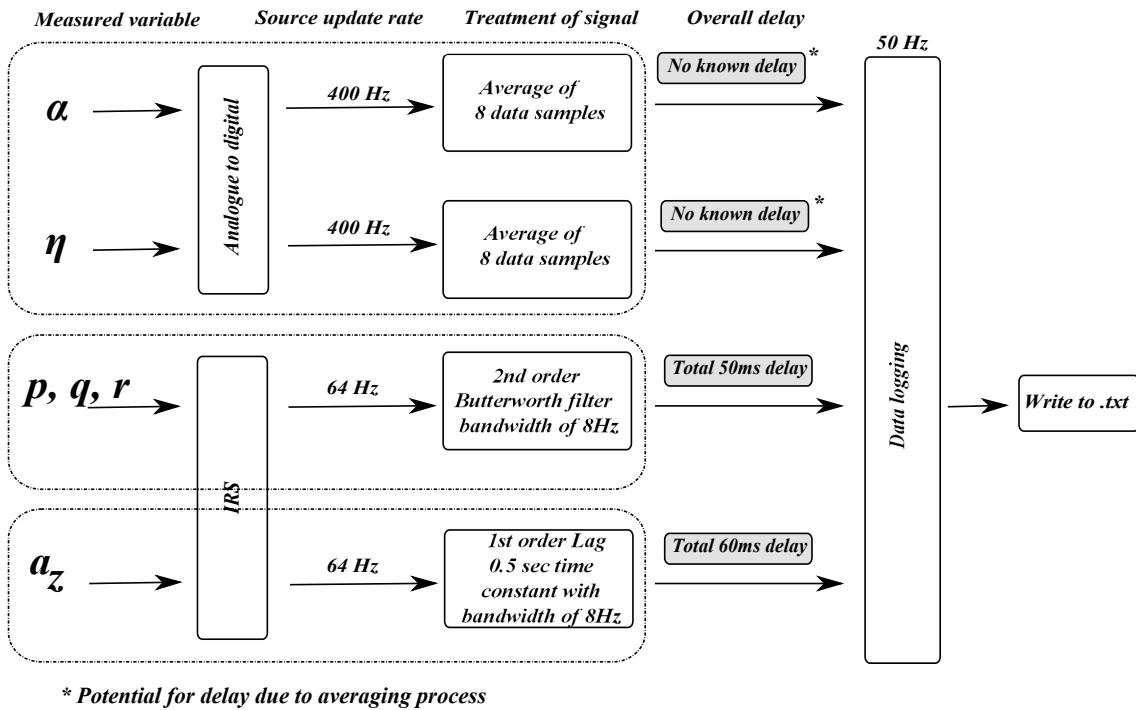 Measured variable
Source update rate
Treatment of signal
Overall delay
50 Hz
α
η
Analogue to digital
400 Hz
Average of
8 data samples
No known delay *
400 Hz
Average of
8 data samples
No known delay *
p, q, r
IRS
64 Hz
2nd order
Butterworth filter
bandwidth of 8Hz
Total 50ms delay
az
64 Hz
1st order Lag
0.5 sec time
constant with
bandwidth of 8Hz
Total 60ms delay
Data logging
Write to .txt
* Potential for delay due to averaging process